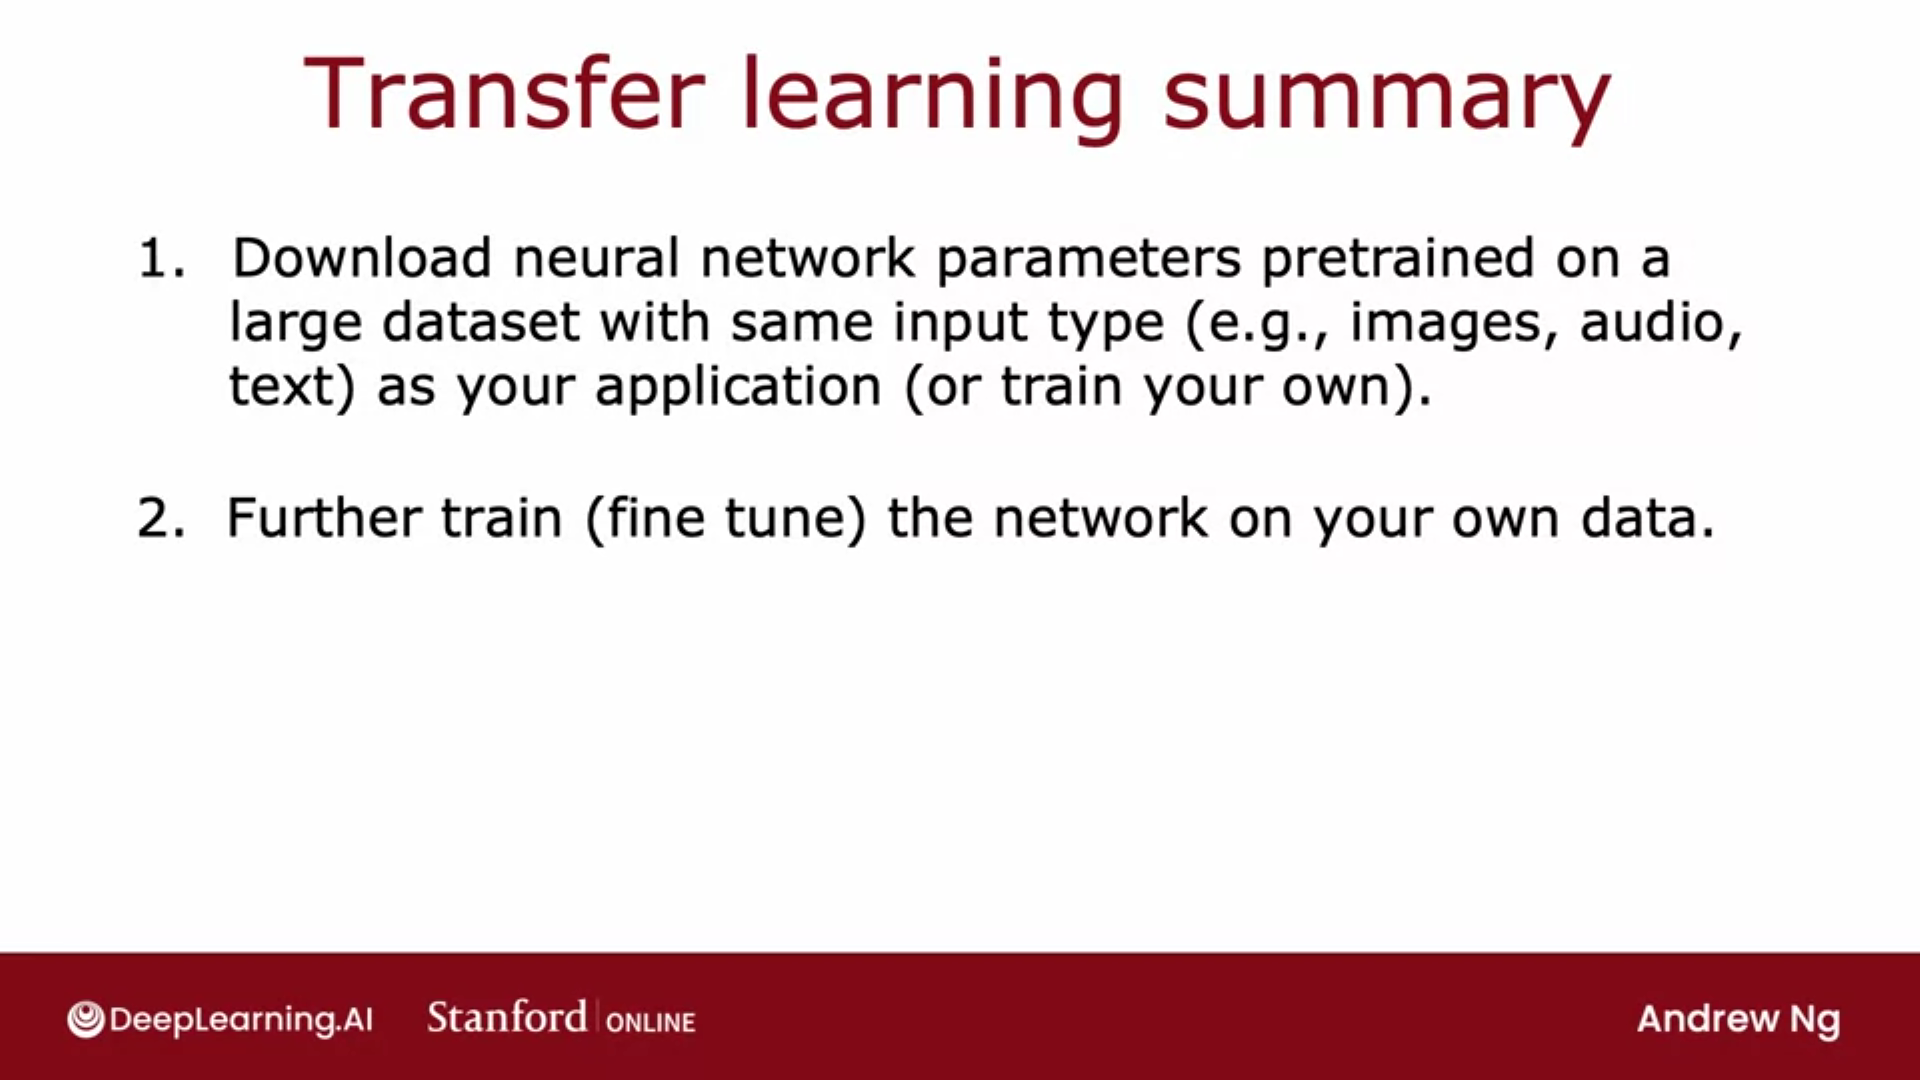 Transfer learning summary
1. Download neural network parameters pretrained on a
large dataset with same input type (e.g., images, audio,
text) as your application (or train your own).
2. Further train (fine tune) the network on your own data.
DeepLearning.AI Stanford ONLINE Andrew Ng